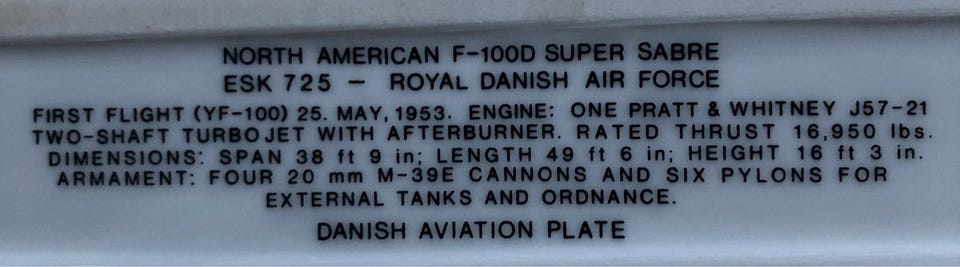 NORTH AMERICAN F-100D SUPER SABRE
ESK 725 – ROYAL DANISH AIR FORCE
FIRST FLIGHT (YF-100) 25. MAY, 1953. ENGINE: ONE PRATT & WHITNEY J57-21
TWO-SHAFT TURBOJET WITH AFTERBURNER. RATED THRUST 16,950 lbs.
DIMENSIONS: SPAN 38 ft 9 in; LENGTH 49 ft 6 in; HEIGHT 16 ft 3 in.
ARMAMENT: FOUR 20 mm M-39E CANNONS AND SIX PYLONS FOR
EXTERNAL TANKS AND ORDNANCE.
DANISH AVIATION PLATE